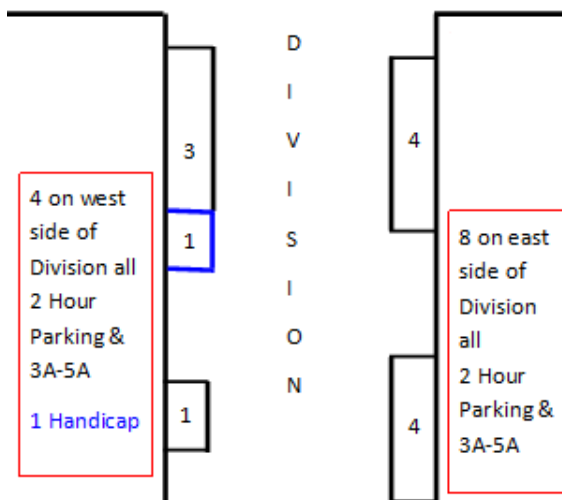 D
I
V
I
S
I
O
N
3
1
1
4 on west
side of
Division all
2 Hour
Parking &
3A-5A
1 Handicap
4
4
8 on east
side of
Division
all
2 Hour
Parking &
3A-5A